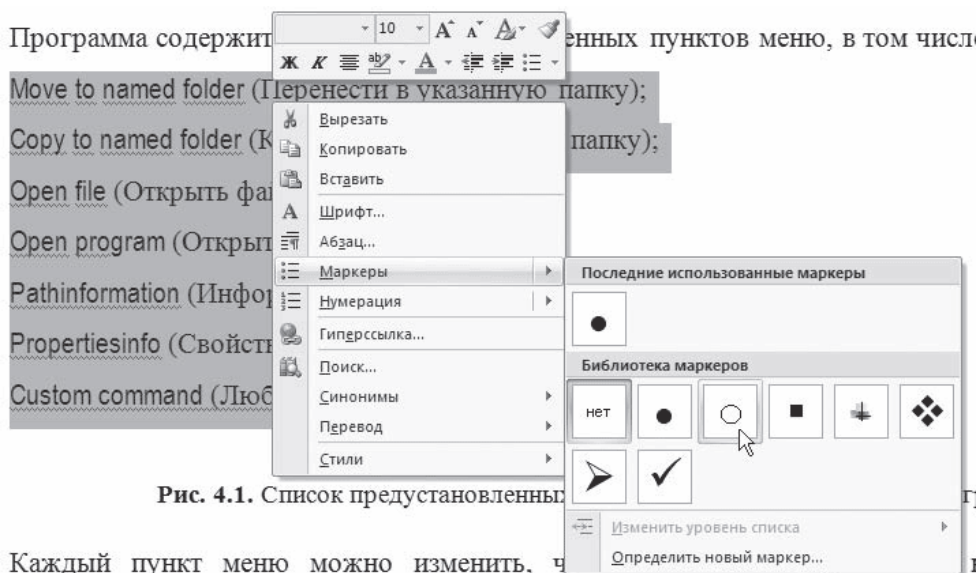 Программа содержит енных пунктов меню, в том числе
10
Ж К
Move to named folder (Перенести в указанную папку);
Copy to named folder (К папку);
Open file (Открыть фай
Open program (Открыт
Pathinformation (Инфор
Propertiesinfo (Свойств
Custom command (Люб
Вырезать
Копировать
Вставить
Шрифт...
Абзац...
Маркеры
Нумерация
Гиперссылка...
Поиск...
Синонимы
Перевод
Стили
Последние использованные маркеры
Библиотека маркеров
нет
Изменить уровень списка
Определить новый маркер...
Рис. 4.1. Список предустановленны
Каждый пункт меню можно изменить, ч